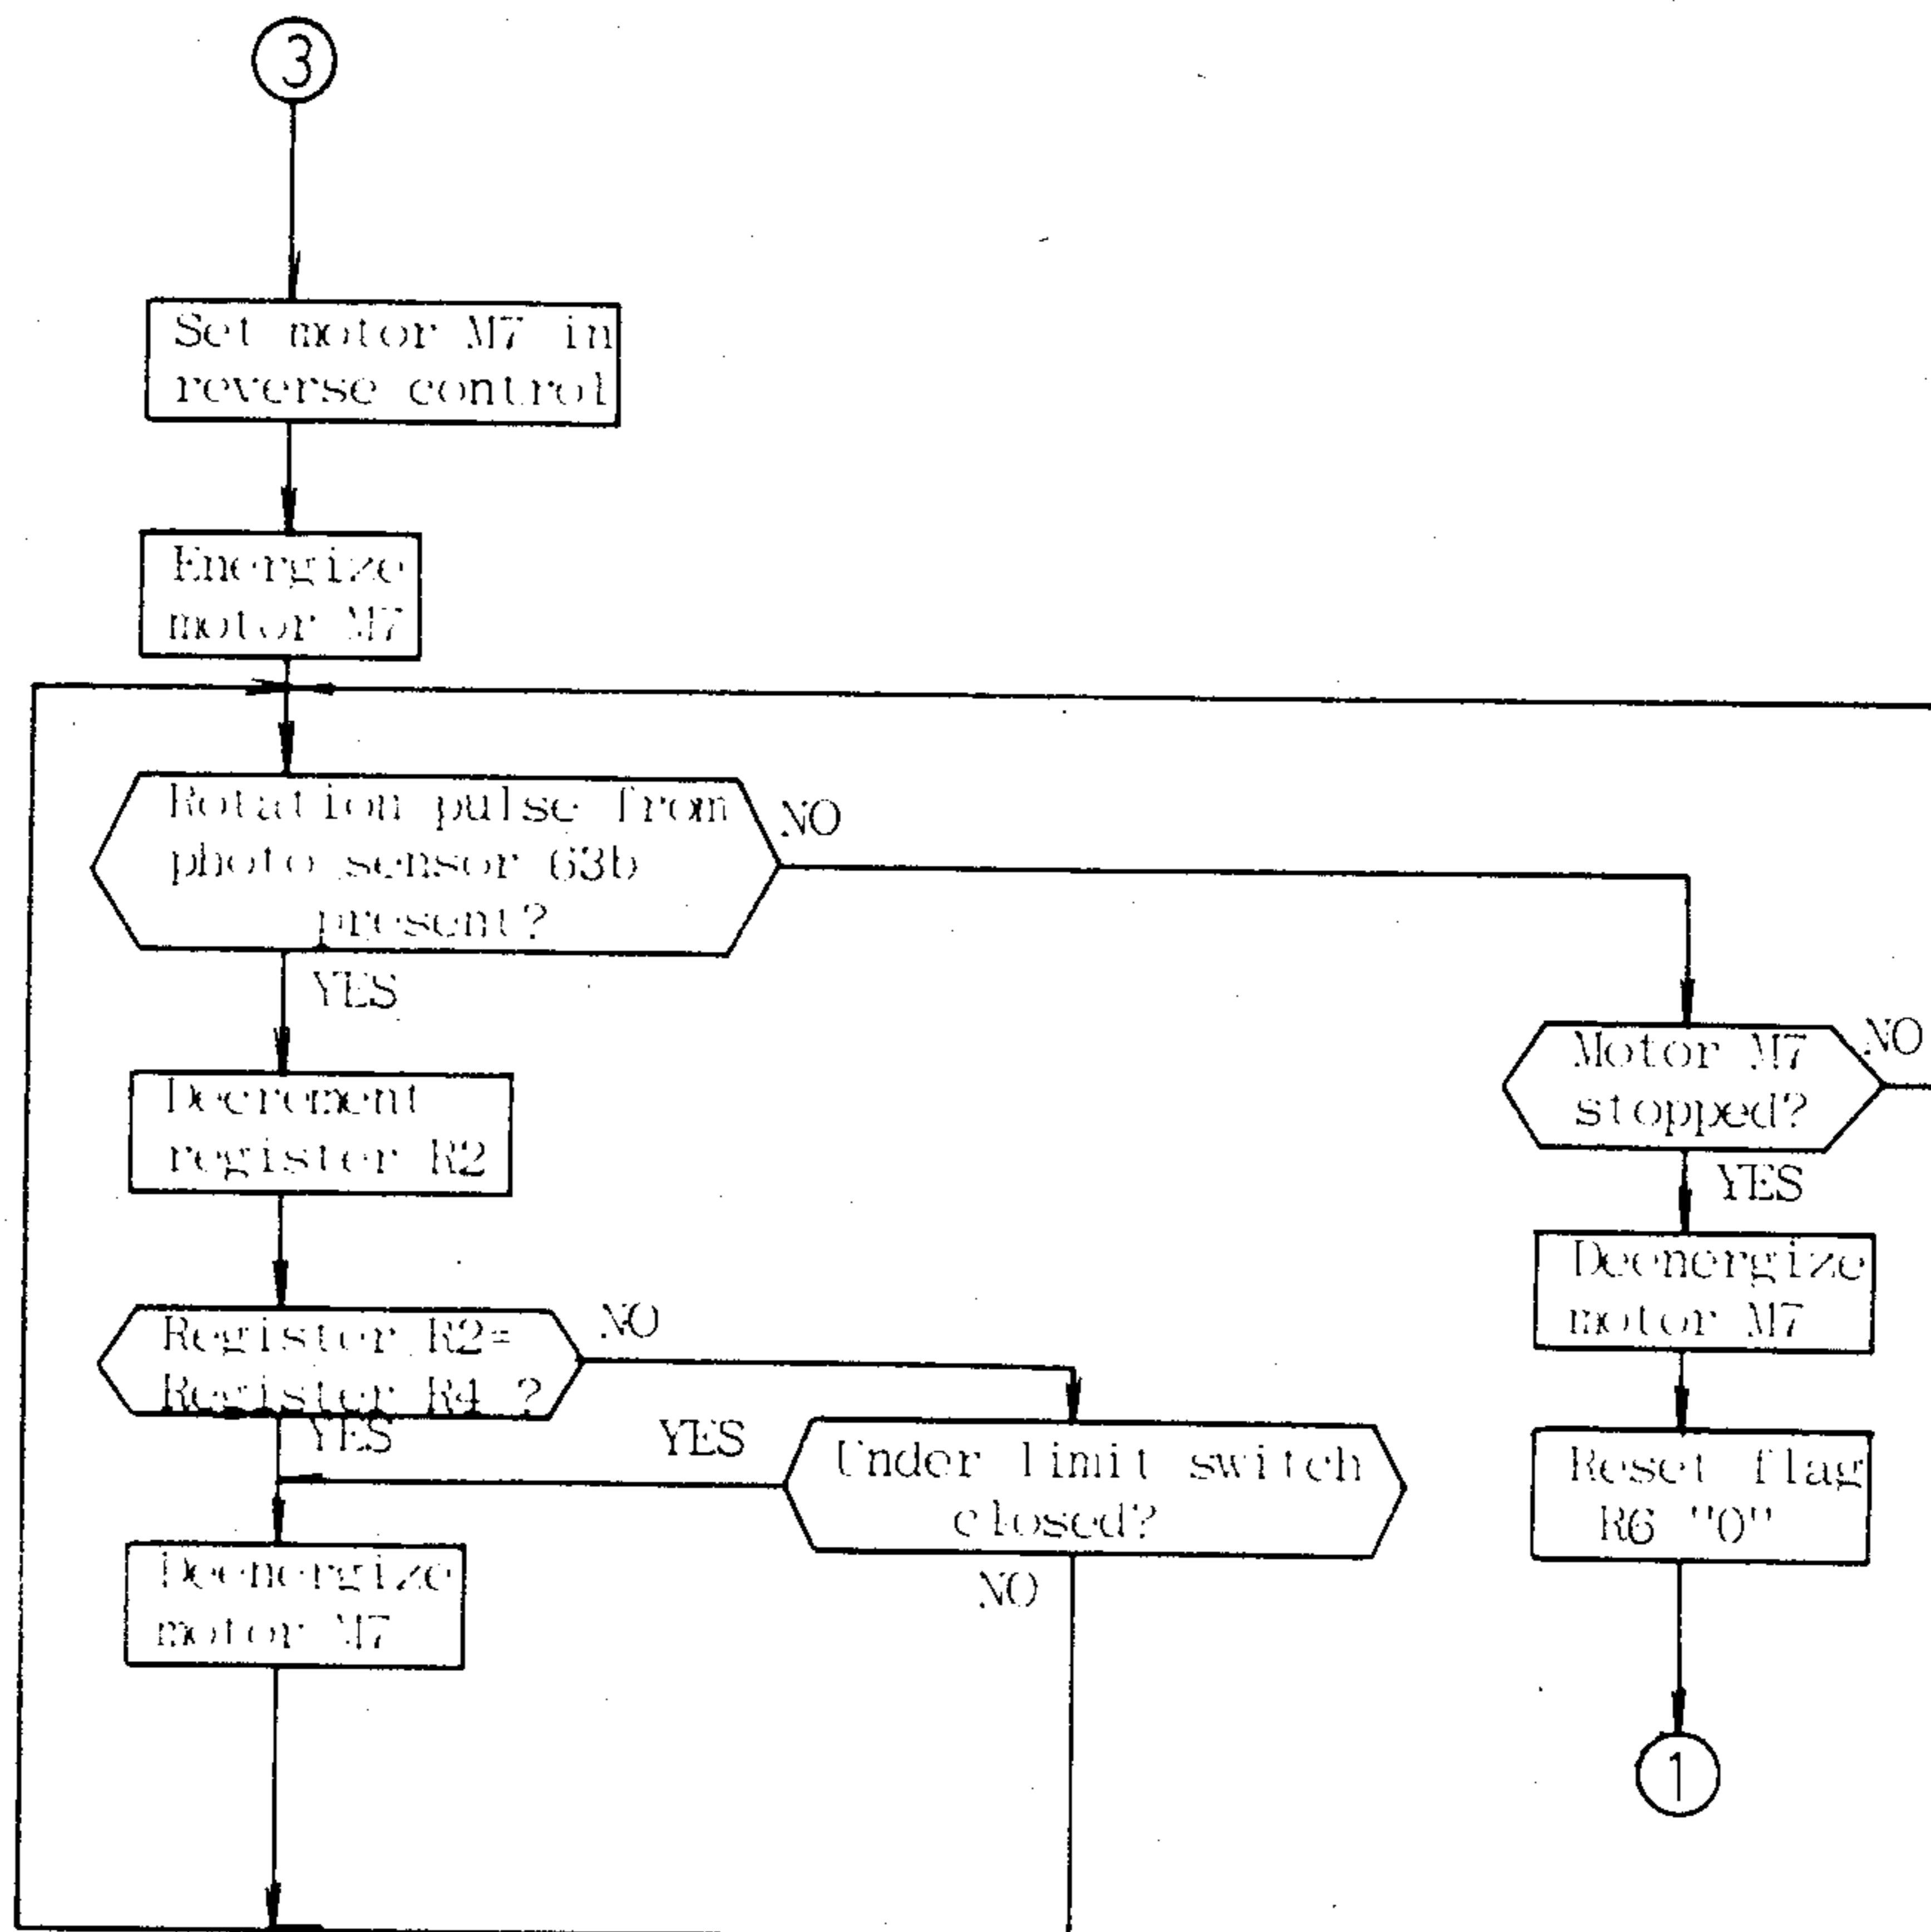 3
Set motor M7 in
reverse control
Energize
motor M7
Rotation pulse from
photo sensor 63b
present?
NO
YES
Decrement
register R2
Register R2=
Register R4 ?
NO
YES
Under limit switch
closed?
YES
NO
Deenergize
motor M7
Motor M7
stopped?
NO
YES
Deenergize
motor M7
Reset flag
R6 "0"
1